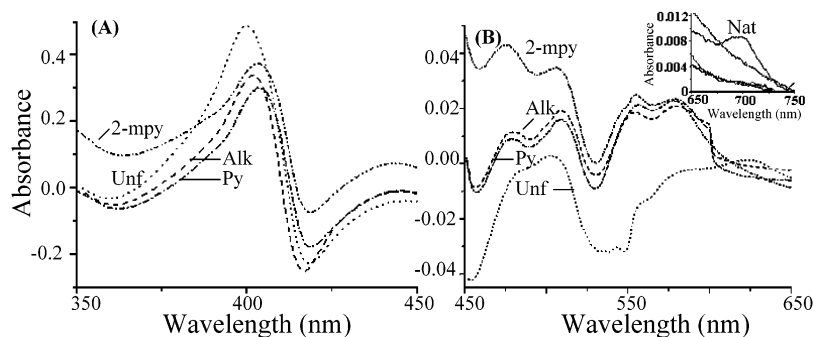 (A)
0.4
0.2
0.0
-0.2
Absorbance
2-mpy
Unf
Alk
Py
350
400
450
Wavelength (nm)
(B)
0.04
0.02
0.00
-0.02
-0.04
2-mpy
Alk
Py
Unf
450
500
550
600
650
Wavelength (nm)
0.012
0.008
0.004
0
Absorbance
Nat
650
700
750
Wavelength (nm)